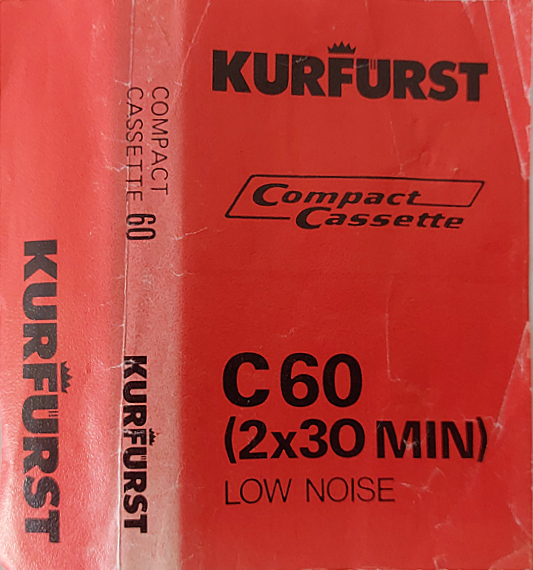 KURFÜRST
COMPACT
CASSETTE 60
KURFÜRST
KURFÜRST
Compact
Cassette
C 60
(2x30 MIN)
LOW NOISE